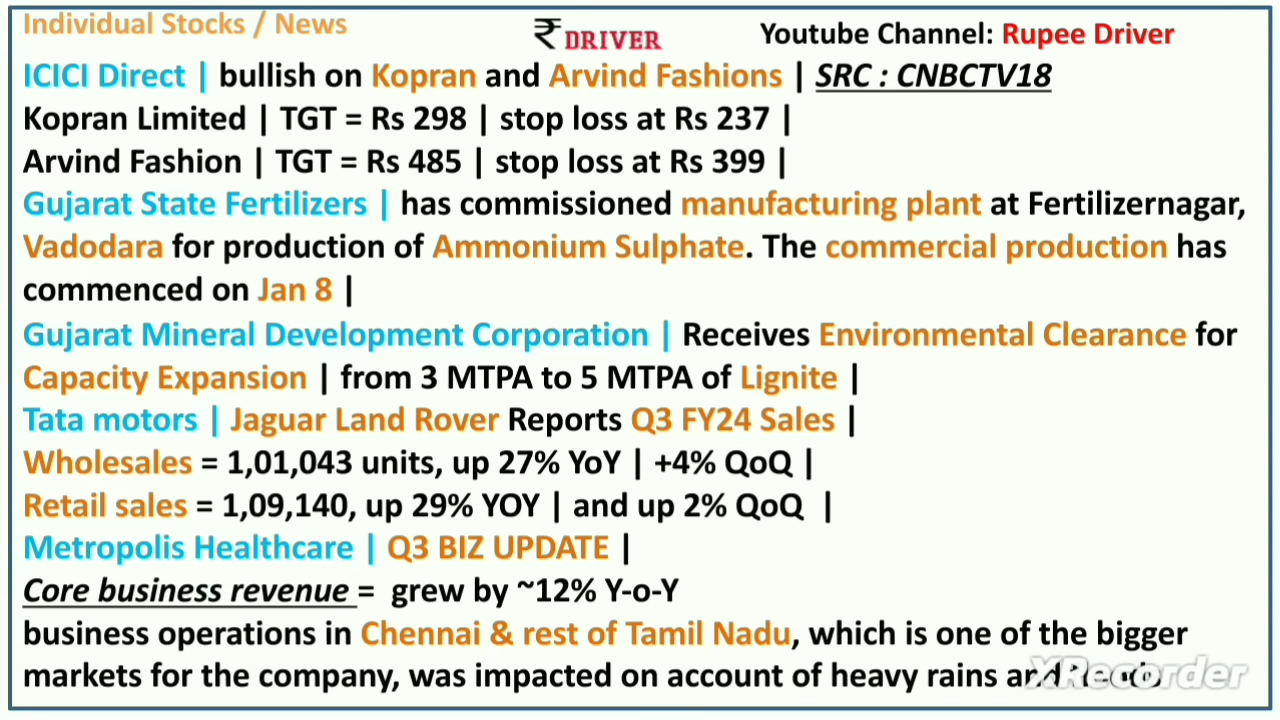 Individual Stocks / News
₹ DRIVER
Youtube Channel: Rupee Driver
ICICI Direct | bullish on Kopran and Arvind Fashions | SRC : CNBCTV18
Kopran Limited | TGT = Rs 298 | stop loss at Rs 237 |
Arvind Fashion | TGT = Rs 485 | stop loss at Rs 399 |
Gujarat State Fertilizers | has commissioned manufacturing plant at Fertilizernagar,
Vadodara for production of Ammonium Sulphate. The commercial production has
commenced on Jan 8 |
Gujarat Mineral Development Corporation | Receives Environmental Clearance for
Capacity Expansion | from 3 MTPA to 5 MTPA of Lignite |
Tata motors | Jaguar Land Rover Reports Q3 FY24 Sales |
Wholesales = 1,01,043 units, up 27% YoY | +4% QoQ |
Retail sales = 1,09,140, up 29% YOY | and up 2% QoQ |
Metropolis Healthcare | Q3 BIZ UPDATE |
Core business revenue = grew by ~12% Y-o-Y
business operations in Chennai & rest of Tamil Nadu, which is one of the bigger
markets for the company, was impacted on account of heavy rains and
XRecorder